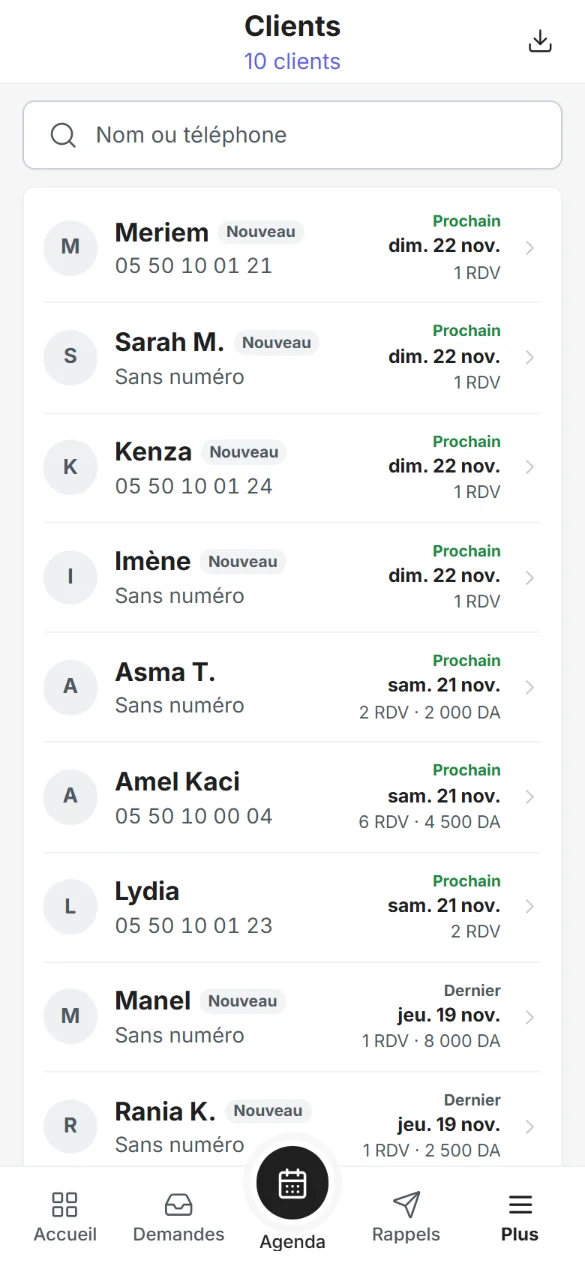 Clients
10 clients
Nom ou téléphone
M
Meriem Nouveau
05 50 10 01 21
Prochain
dim. 22 nov.
1 RDV
S
Sarah M. Nouveau
Sans numéro
Prochain
dim. 22 nov.
1 RDV
K
Kenza Nouveau
05 50 10 01 24
Prochain
dim. 22 nov.
1 RDV
I
Imène Nouveau
Sans numéro
Prochain
dim. 22 nov.
1 RDV
A
Asma T.
Sans numéro
Prochain
sam. 21 nov.
2 RDV · 2 000 DA
A
Amel Kaci
05 50 10 00 04
Prochain
sam. 21 nov.
6 RDV · 4 500 DA
L
Lydia
05 50 10 01 23
Prochain
sam. 21 nov.
2 RDV
M
Manel Nouveau
Sans numéro
Dernier
jeu. 19 nov.
1 RDV · 8 000 DA
R
Rania K. Nouveau
Sans numéro
Dernier
jeu. 19 nov.
1 RDV · 2 500 DA
Accueil
Demandes
Agenda
Rappels
Plus